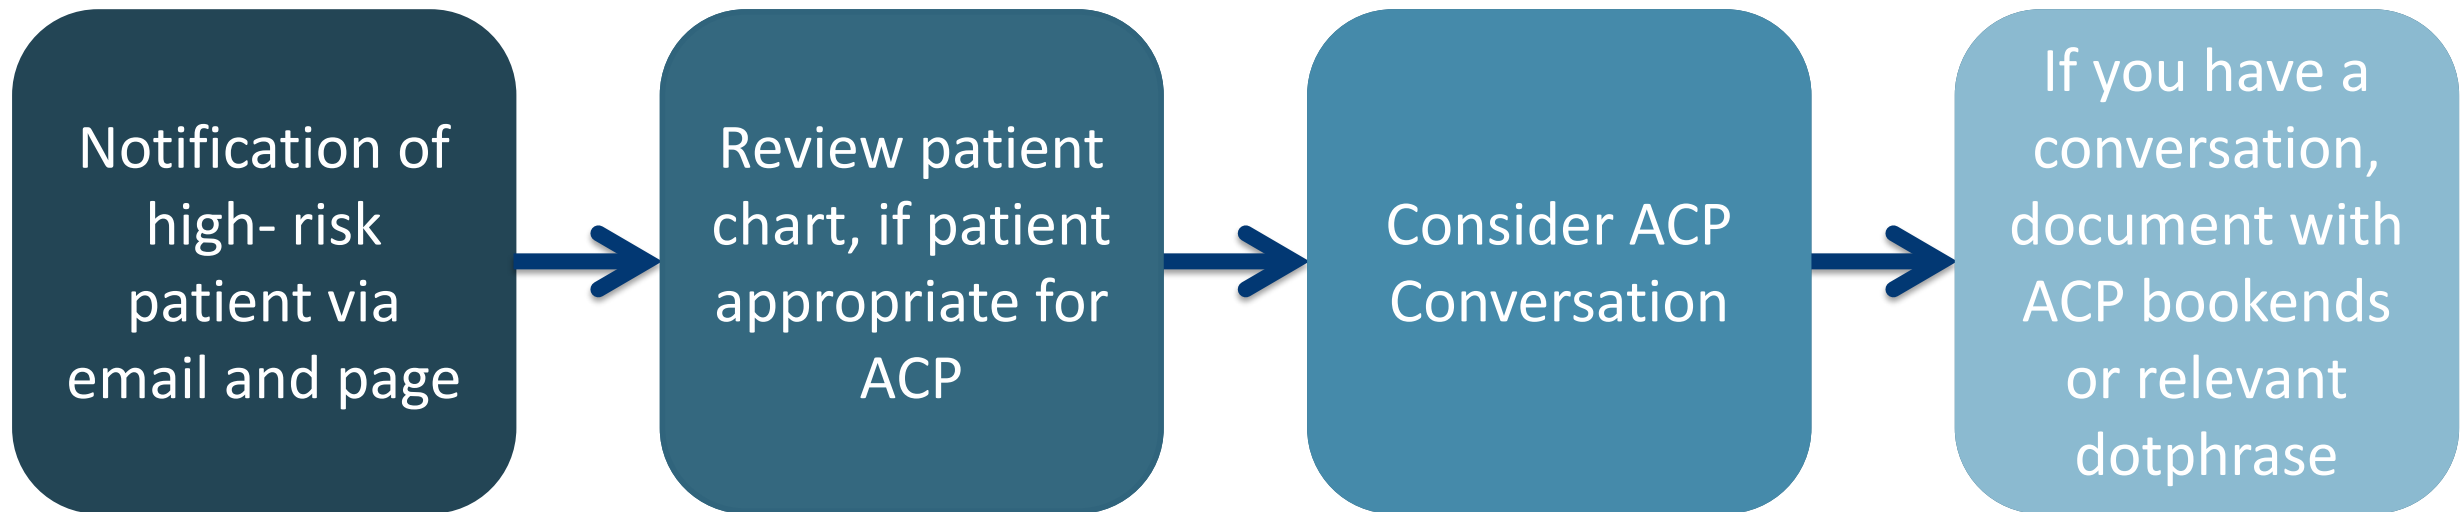 Notification of
high- risk
patient via
email and page
Review patient
chart, if patient
appropriate for
ACP
Consider ACP
Conversation
If you have a
conversation,
document with
ACP bookends
or relevant
dotphrase